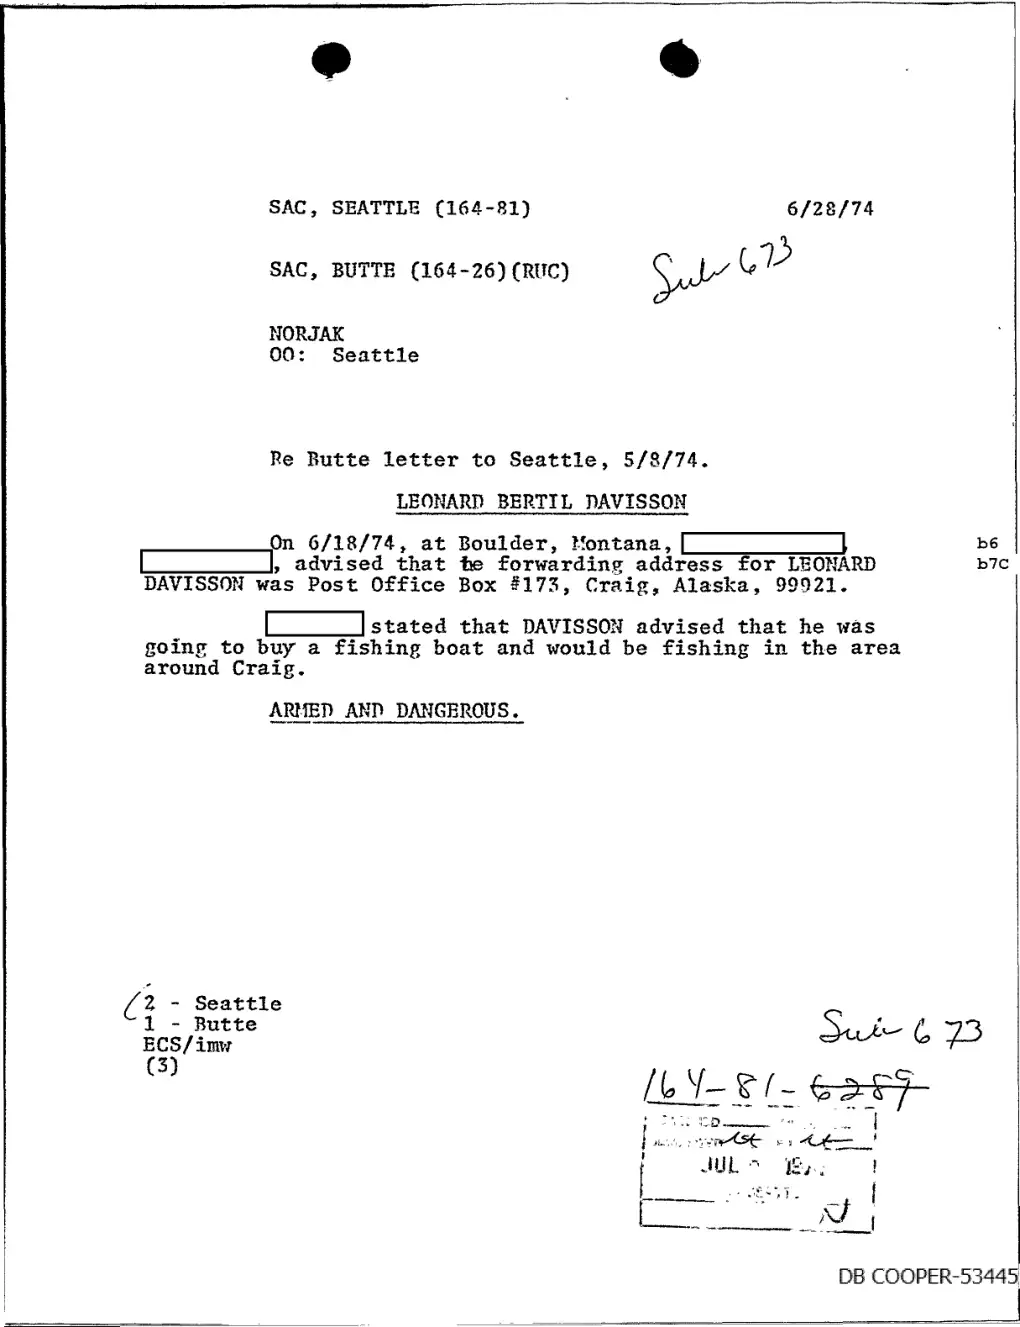 SAC, SEATTLE (164-81) 6/28/74
SAC, BUTTE (164-26)(RUC)
673
NORJAK
OO: Seattle
Re Butte letter to Seattle, 5/8/74.
LEONARD BERTIL DAVISSON
On 6/18/74, at Boulder, Montana, , b6
, advised that he forwarding address for LEONARD b7C
DAVISSON was Post Office Box #173, Craig, Alaska, 99921.
stated that DAVISSON advised that he was
going to buy a fishing boat and would be fishing in the area
around Craig.
ARMED AND DANGEROUS.
2 - Seattle
1 - Butte
ECS/imw
(3)
673
164-81-6289
JUL
DB COOPER-53445